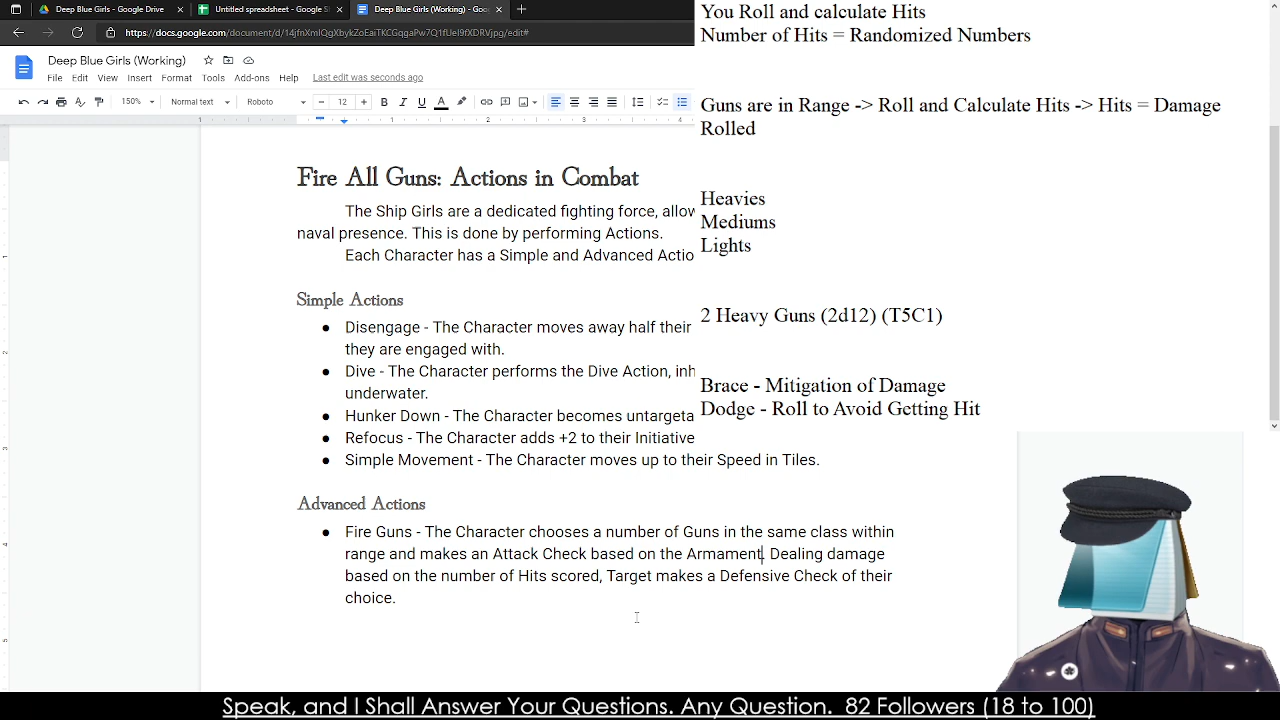 Deep Blue Girls - Google Drive
Untitled spreadsheet - Google S
Deep Blue Girls (Working) - Go
https://docs.google.com/document/d/14jfnXmIQgXbykZoEaiTKCGqgaPw7Q1fUeI9fXDRVjpg/edit#
Deep Blue Girls (Working)
File Edit View Insert Format Tools Add-ons Help Last edit was seconds ago
150% Normal text Roboto 12 B I U A
1 1 2 3 4
Fire All Guns: Actions in Combat
The Ship Girls are a dedicated fighting force, allow
naval presence. This is done by performing Actions.
Each Character has a Simple and Advanced Actio
Simple Actions
● Disengage - The Character moves away half their
they are engaged with.
● Dive - The Character performs the Dive Action, inh
underwater.
● Hunker Down - The Character becomes untargeta
● Refocus - The Character adds +2 to their Initiative
● Simple Movement - The Character moves up to their Speed in Tiles.
Advanced Actions
● Fire Guns - The Character chooses a number of Guns in the same class within
range and makes an Attack Check based on the Armament. Dealing damage
based on the number of Hits scored, Target makes a Defensive Check of their
choice.
You Roll and calculate Hits
Number of Hits = Randomized Numbers
Guns are in Range -> Roll and Calculate Hits -> Hits = Damage
Rolled
Heavies
Mediums
Lights
2 Heavy Guns (2d12) (T5C1)
Brace - Mitigation of Damage
Dodge - Roll to Avoid Getting Hit
Speak, and I Shall Answer Your Questions. Any Question. 82 Followers (18 to 100)